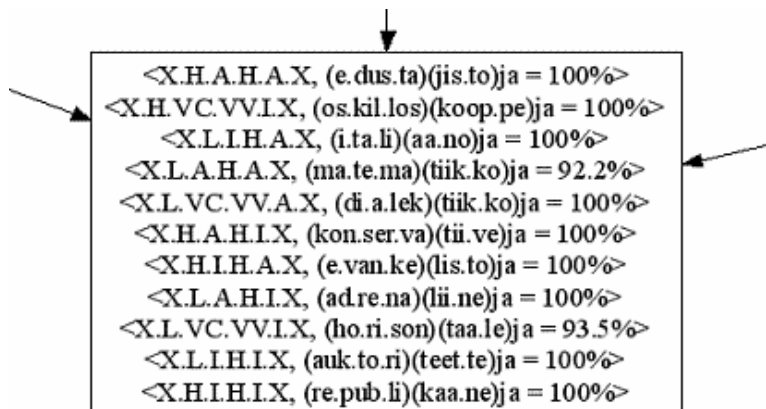 <X.H.A.H.A.X, (e.dus.ta)(jis.to)ja = 100%>
<X.H.VC.VV.I.X, (os.kil.los)(koop.pe)ja = 100%>
<X.L.I.H.A.X, (i.ta.li)(aa.no)ja = 100%>
<X.L.A.H.A.X, (ma.te.ma)(tiik.ko)ja = 92.2%>
<X.L.VC.VV.A.X, (di.a.lek)(tiik.ko)ja = 100%>
<X.H.A.H.I.X, (kon.ser.va)(tii.ve)ja = 100%>
<X.H.I.H.A.X, (e.van.ke)(lis.to)ja = 100%>
<X.L.A.H.I.X, (ad.re.na)(lii.ne)ja = 100%>
<X.L.VC.VV.I.X, (ho.ri.son)(taa.le)ja = 93.5%>
<X.L.I.H.I.X, (auk.to.ri)(teet.te)ja = 100%>
<X.H.I.H.I.X, (re.pub.li)(kaa.ne)ja = 100%>